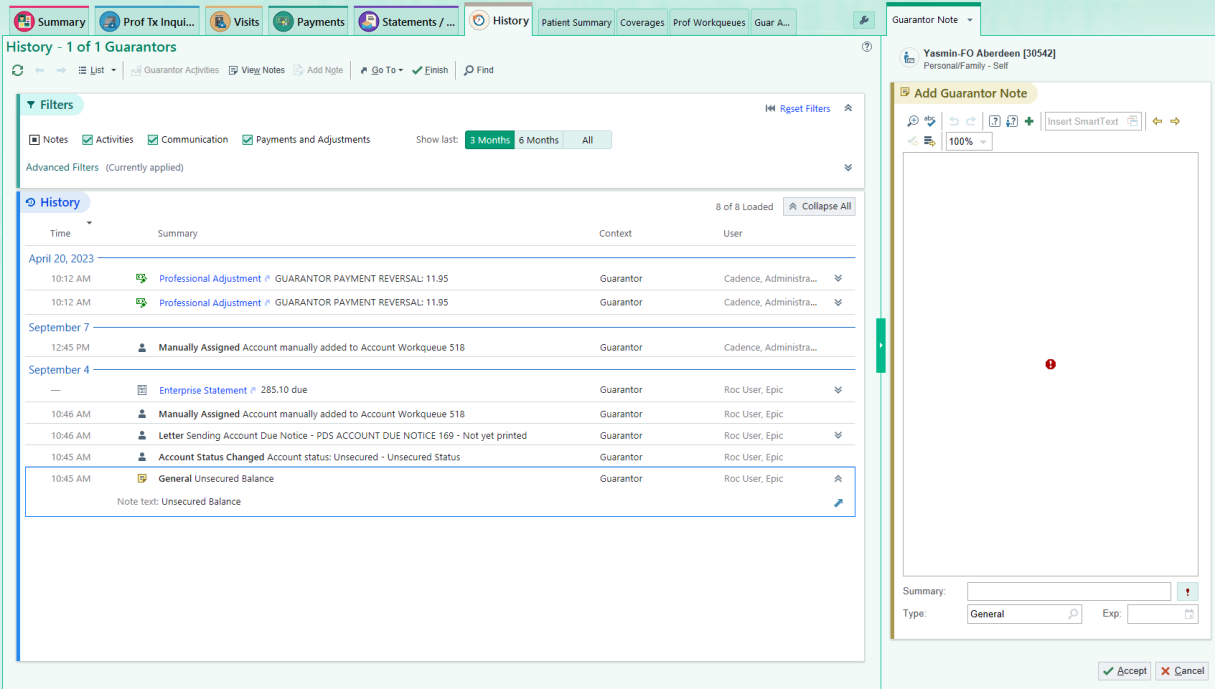 Summary Prof Tx Inqui... Visits Payments Statements / ... History Patient Summary Coverages Prof Workqueues Guar A...
History - 1 of 1 Guarantors
List Guarantor Activities View Notes Add Note Go To Finish Find
Filters
Reset Filters
Notes Activities Communication Payments and Adjustments Show last: 3 Months 6 Months All
Advanced Filters (Currently applied)
History
8 of 8 Loaded Collapse All
Time Summary Context User
April 20, 2023
10:12 AM Professional Adjustment GUARANTOR PAYMENT REVERSAL: 11.95 Guarantor Cadence, Administra...
10:12 AM Professional Adjustment GUARANTOR PAYMENT REVERSAL: 11.95 Guarantor Cadence, Administra...
September 7
12:45 PM Manually Assigned Account manually added to Account Workqueue 518 Guarantor Cadence, Administra...
September 4
— Enterprise Statement 285.10 due Guarantor Roc User, Epic
10:46 AM Manually Assigned Account manually added to Account Workqueue 518 Guarantor Roc User, Epic
10:46 AM Letter Sending Account Due Notice - PDS ACCOUNT DUE NOTICE 169 - Not yet printed Guarantor Roc User, Epic
10:45 AM Account Status Changed Account status: Unsecured - Unsecured Status Guarantor Roc User, Epic
10:45 AM General Unsecured Balance Guarantor Roc User, Epic
Note text: Unsecured Balance
Guarantor Note
Yasmin-FO Aberdeen [30542]
Personal/Family - Self
Add Guarantor Note
abc Insert SmartText
100%
Summary:
Type: General Exp:
Accept Cancel